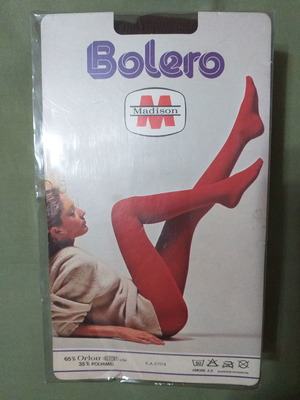 Bolero
Madison
M
65% Orlon
35% POLYAMID